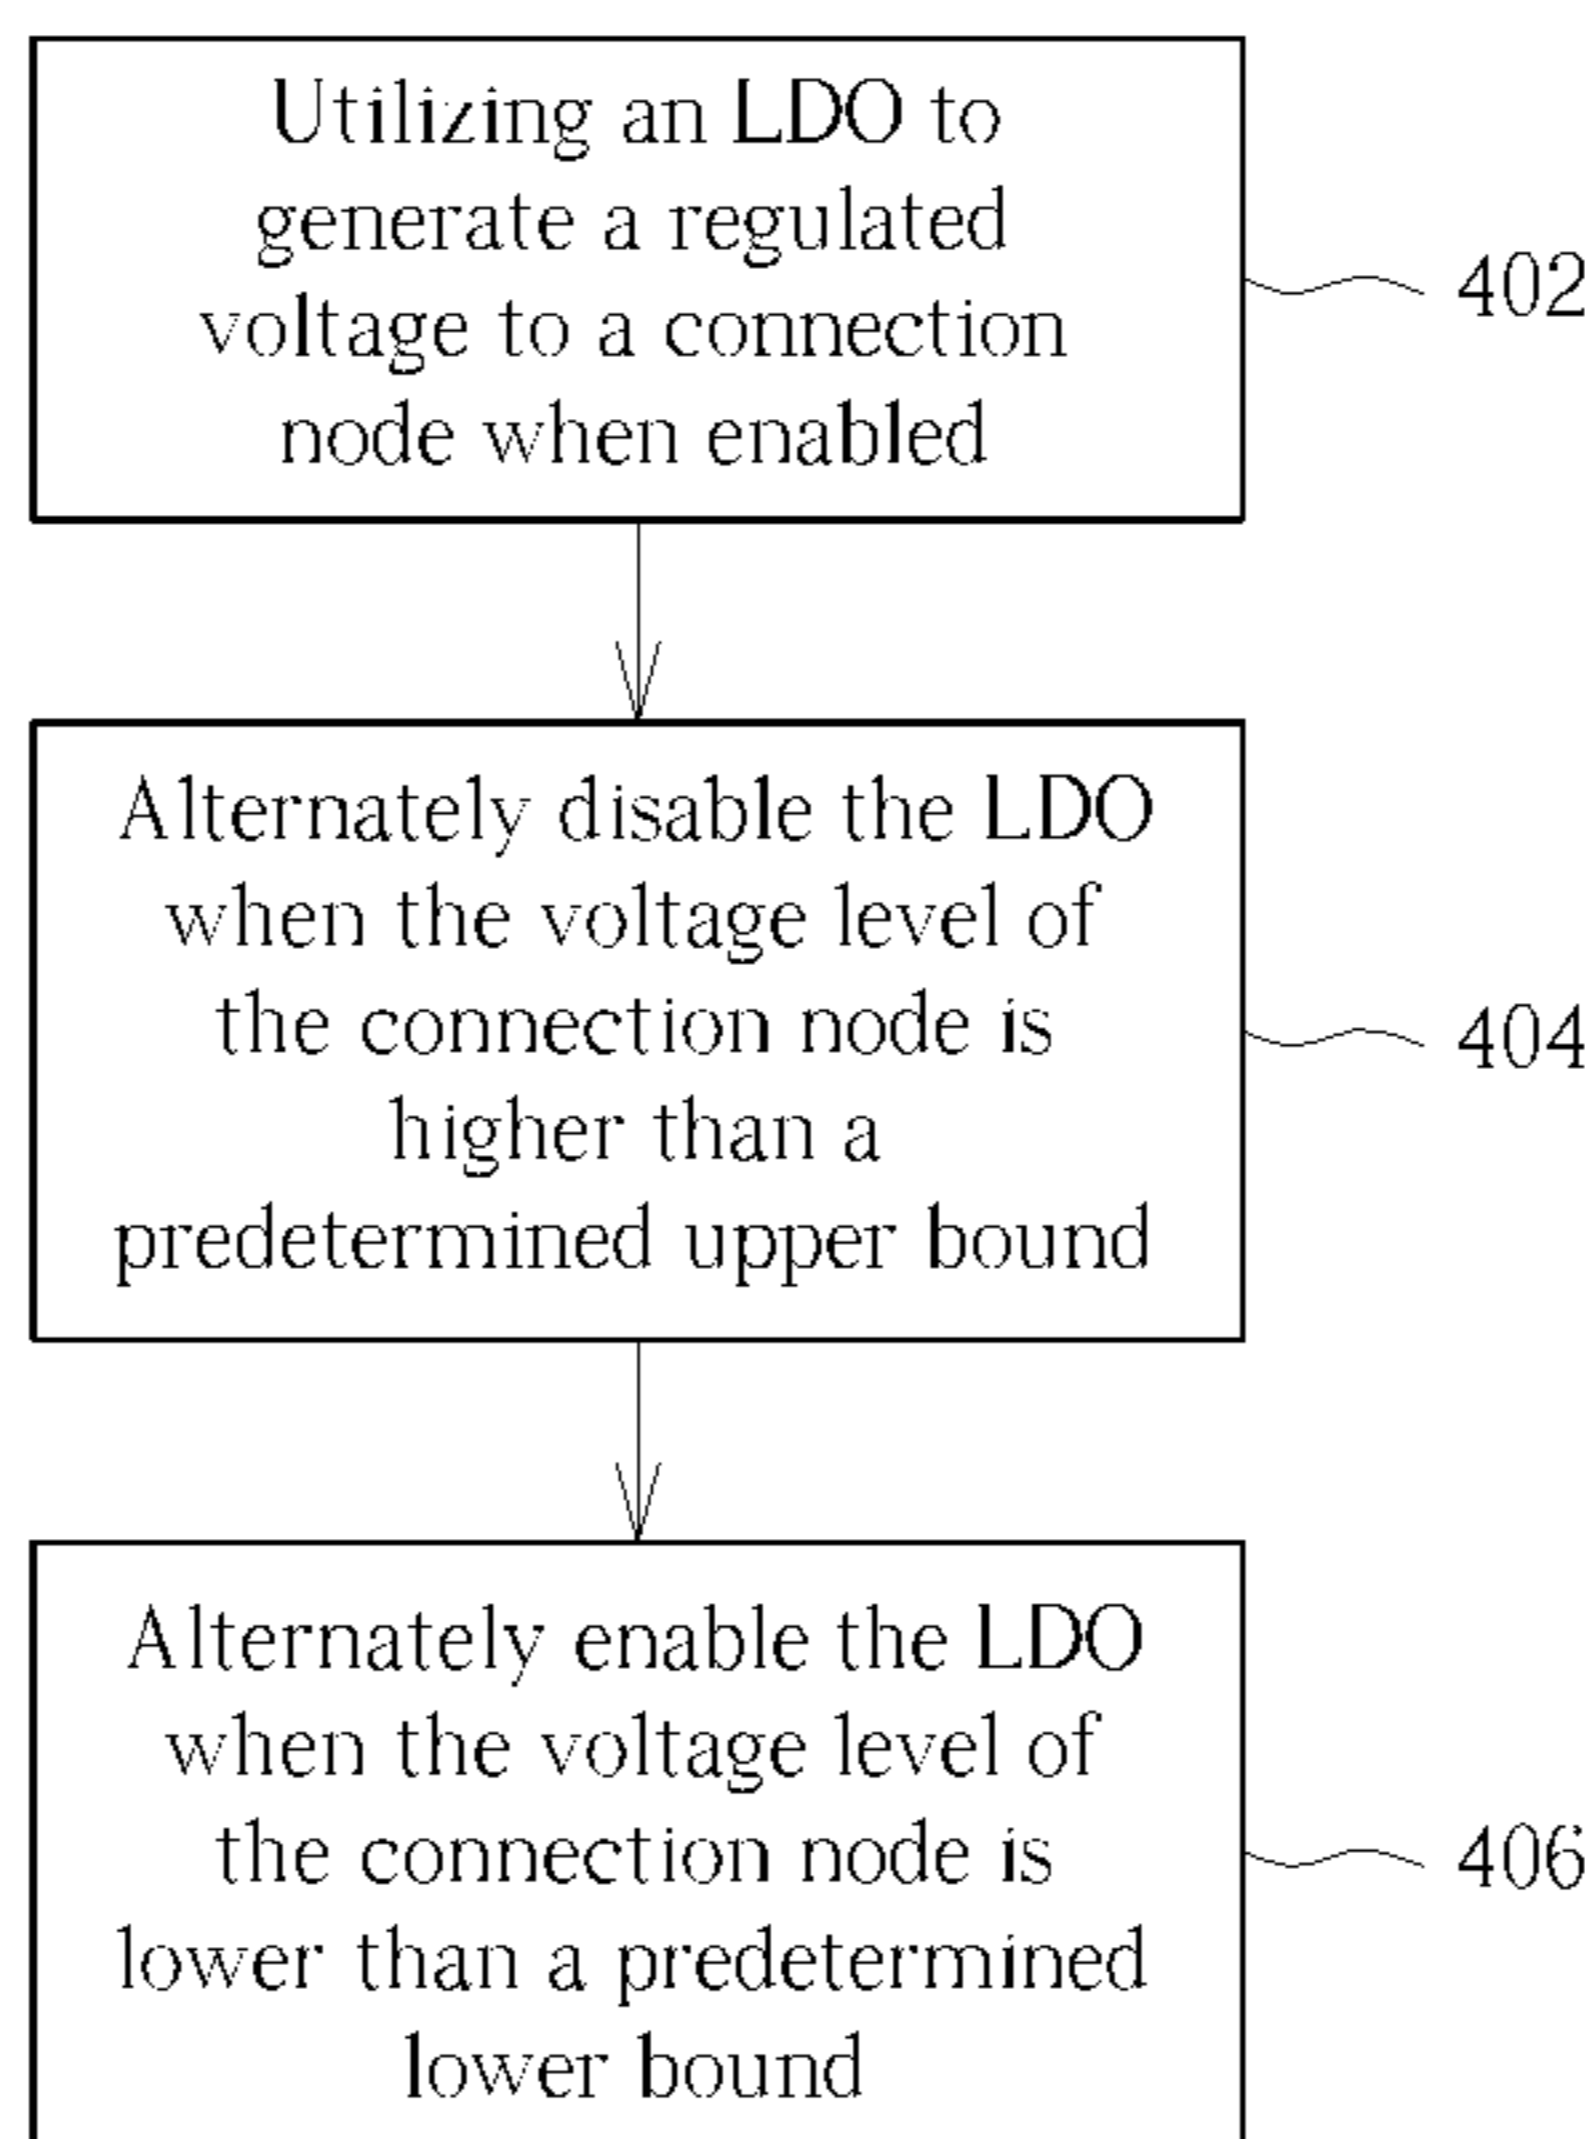 Utilizing an LDO to
generate a regulated
voltage to a connection
node when enabled
402
Alternately disable the LDO
when the voltage level of
the connection node is
higher than a
predetermined upper bound
404
Alternately enable the LDO
when the voltage level of
the connection node is
lower than a predetermined
lower bound
406